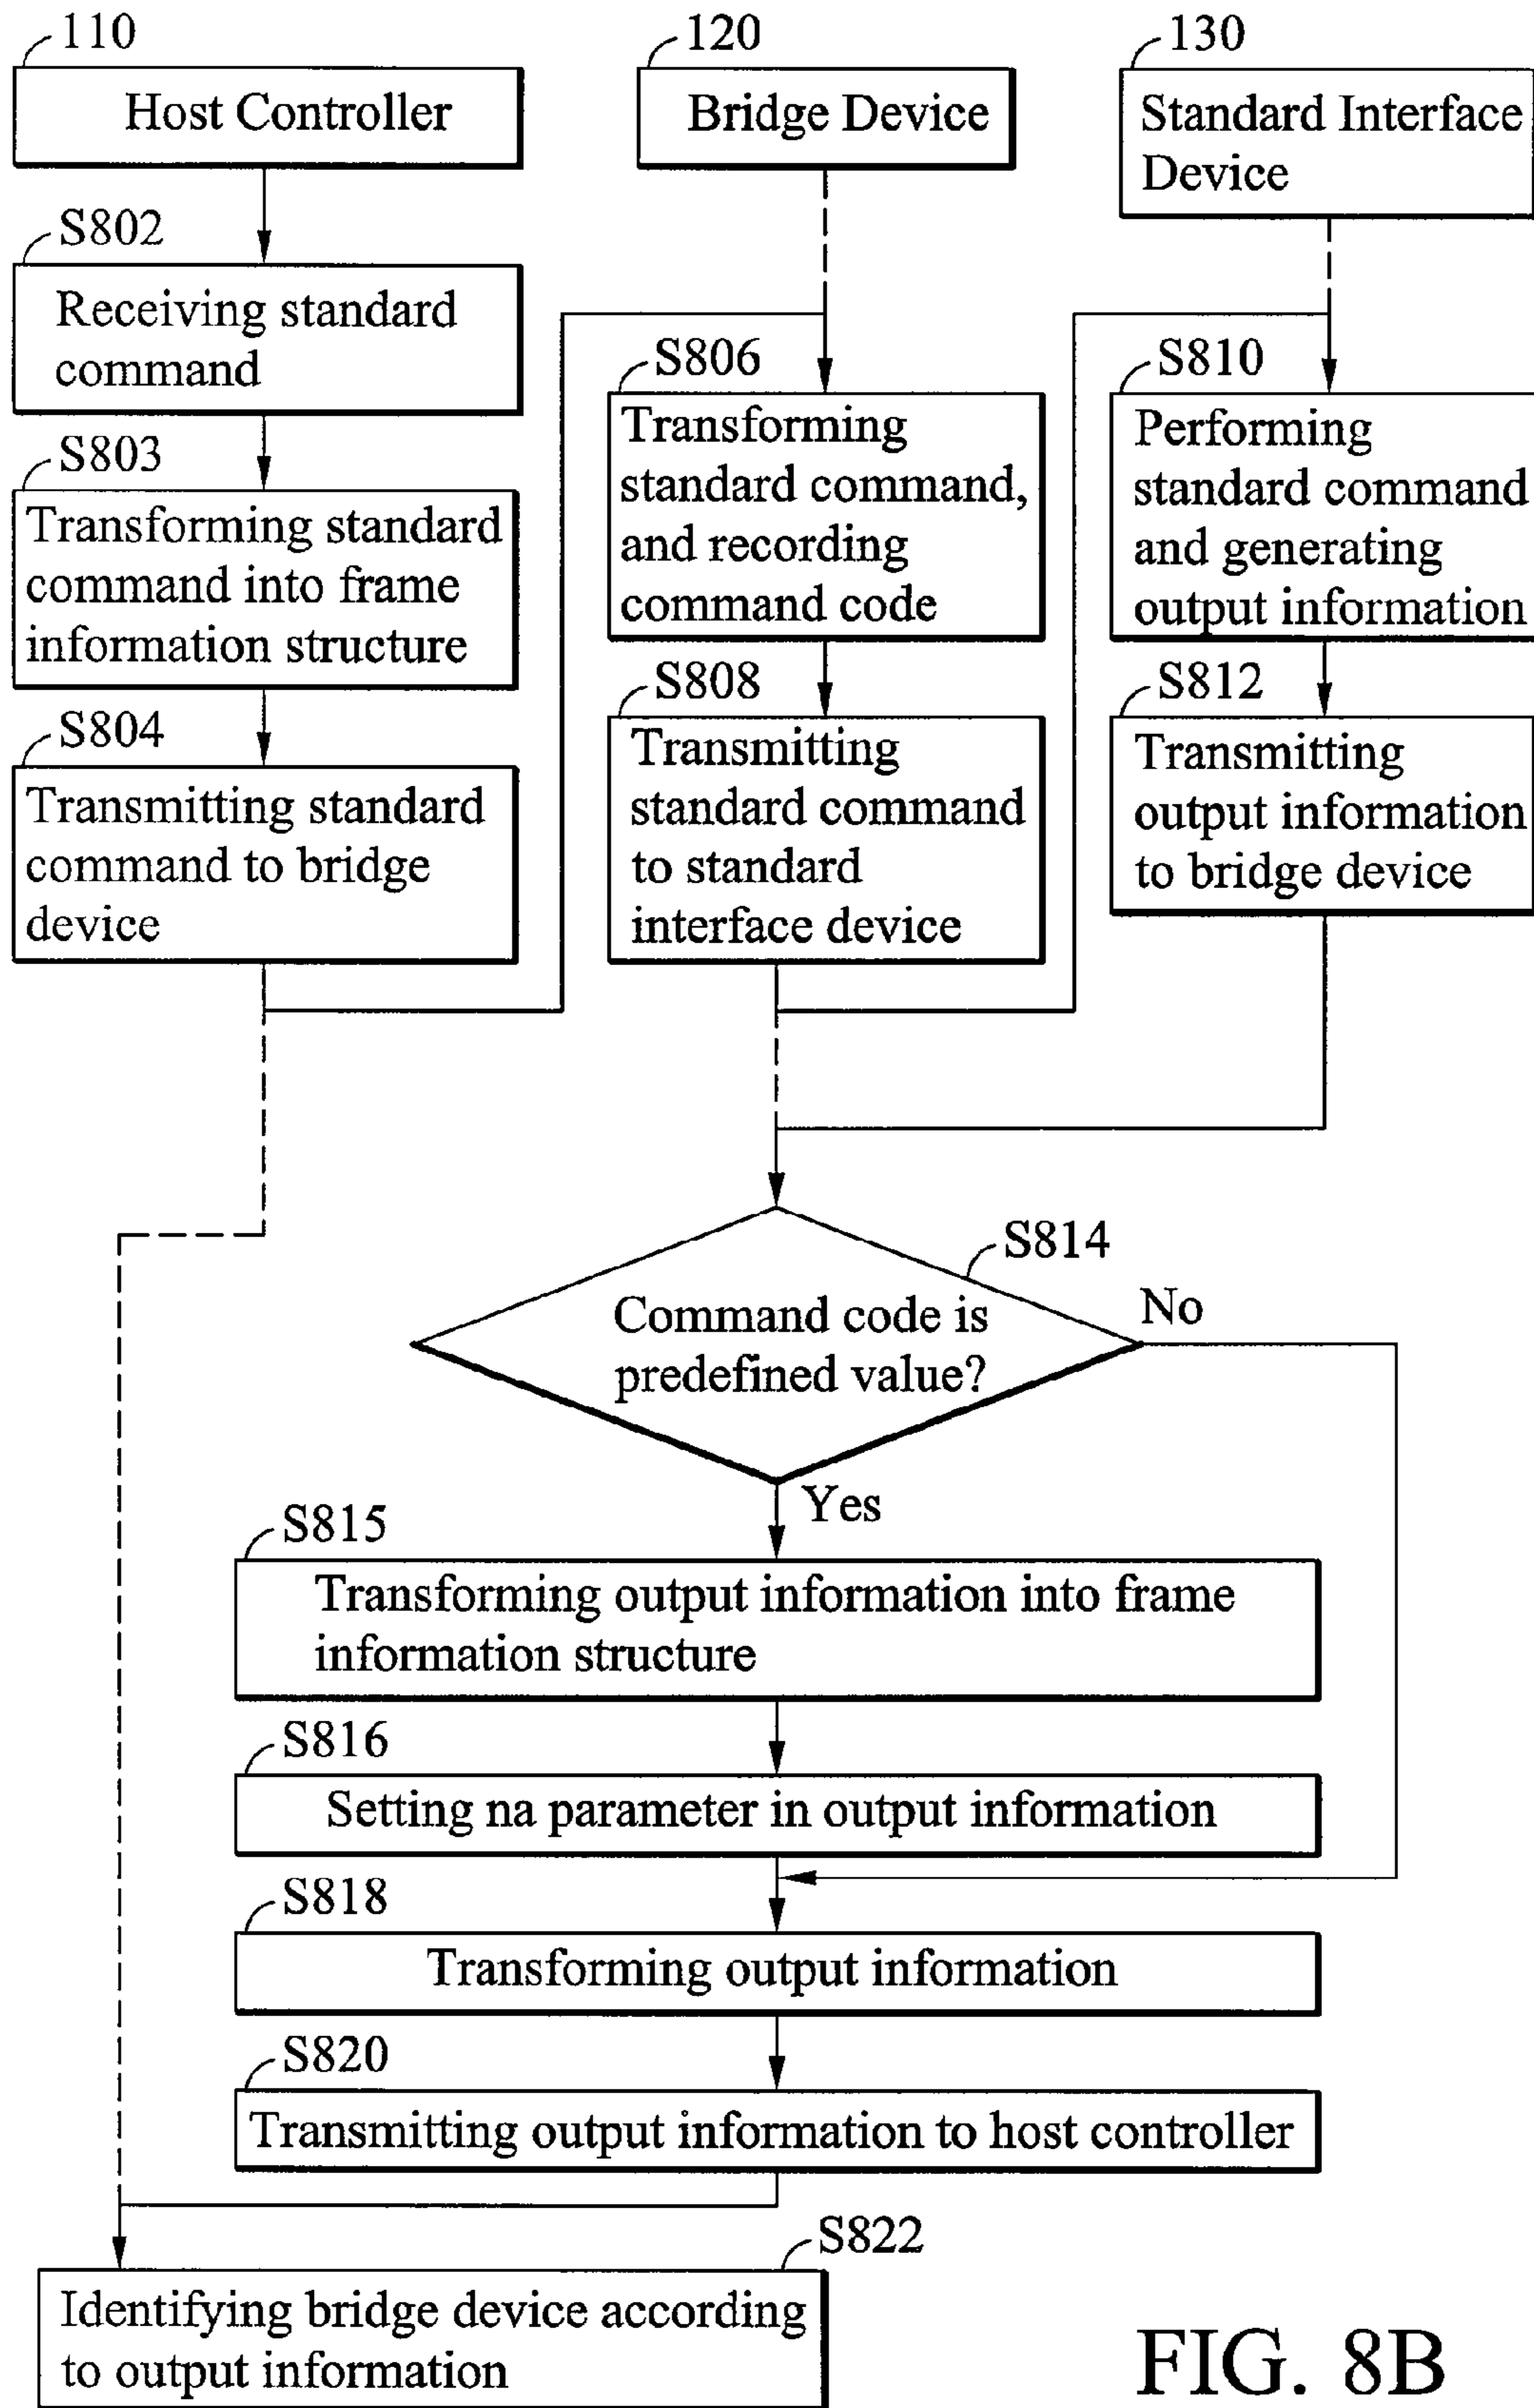 110
Host Controller
S802
Receiving standard
command
S803
Transforming standard
command into frame
information structure
S804
Transmitting standard
command to bridge
device
120
Bridge Device
S806
Transforming
standard command,
and recording
command code
S808
Transmitting
standard command
to standard
interface device
130
Standard Interface
Device
S810
Performing
standard command
and generating
output information
S812
Transmitting
output information
to bridge device
S814
Command code is
predefined value?
No
Yes
S815
Transforming output information into frame
information structure
S816
Setting na parameter in output information
S818
Transforming output information
S820
Transmitting output information to host controller
S822
Identifying bridge device according
to output information
FIG. 8B